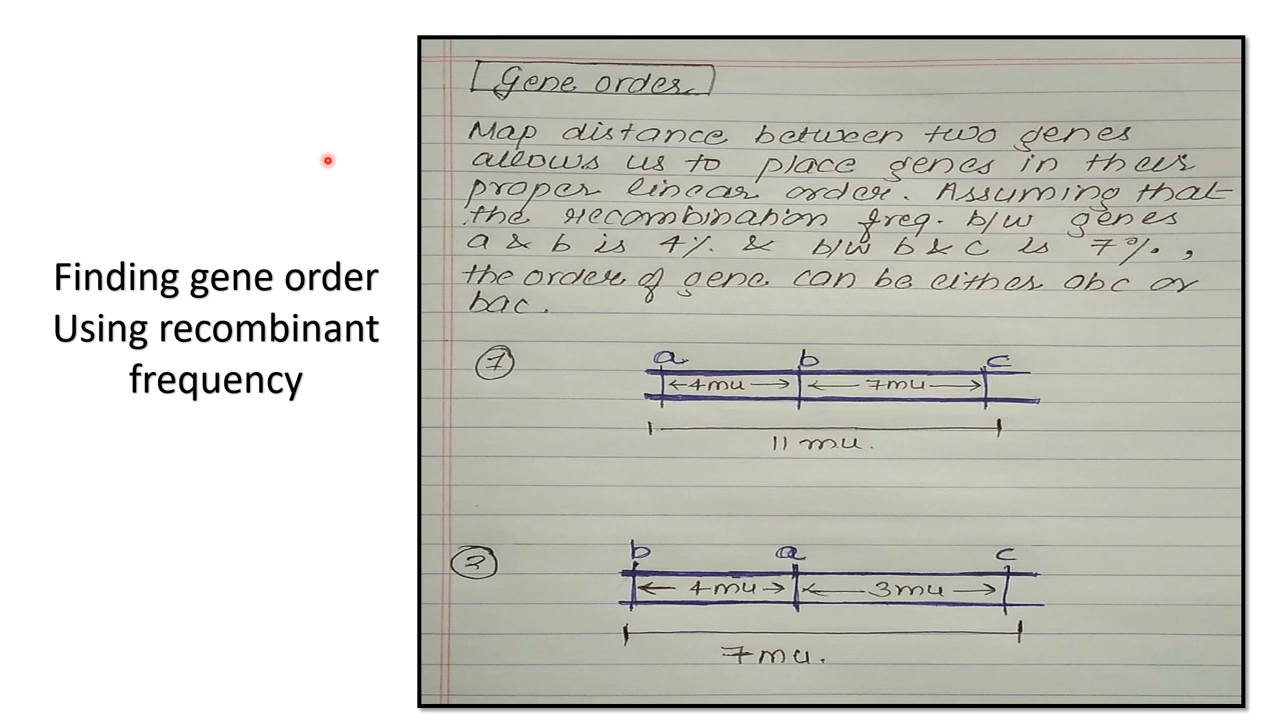 Finding gene order
Using recombinant
frequency
Gene order
Map distance between two genes
allows us to place genes in their
proper linear order. Assuming that
the recombination freq. b/w genes
a & b is 4% & b/w b & c is 7%,
the order of gene can be either abc or
bac.
1
a b c
4mu 7mu
11 mu.
2
b a c
4mu 3mu
7mu.